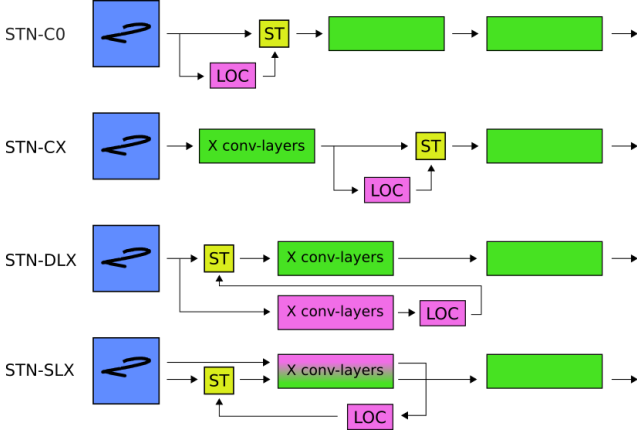 STN-C0
ST
LOC
STN-CX
X conv-layers
ST
LOC
STN-DLX
ST
X conv-layers
X conv-layers
LOC
STN-SLX
ST
X conv-layers
LOC